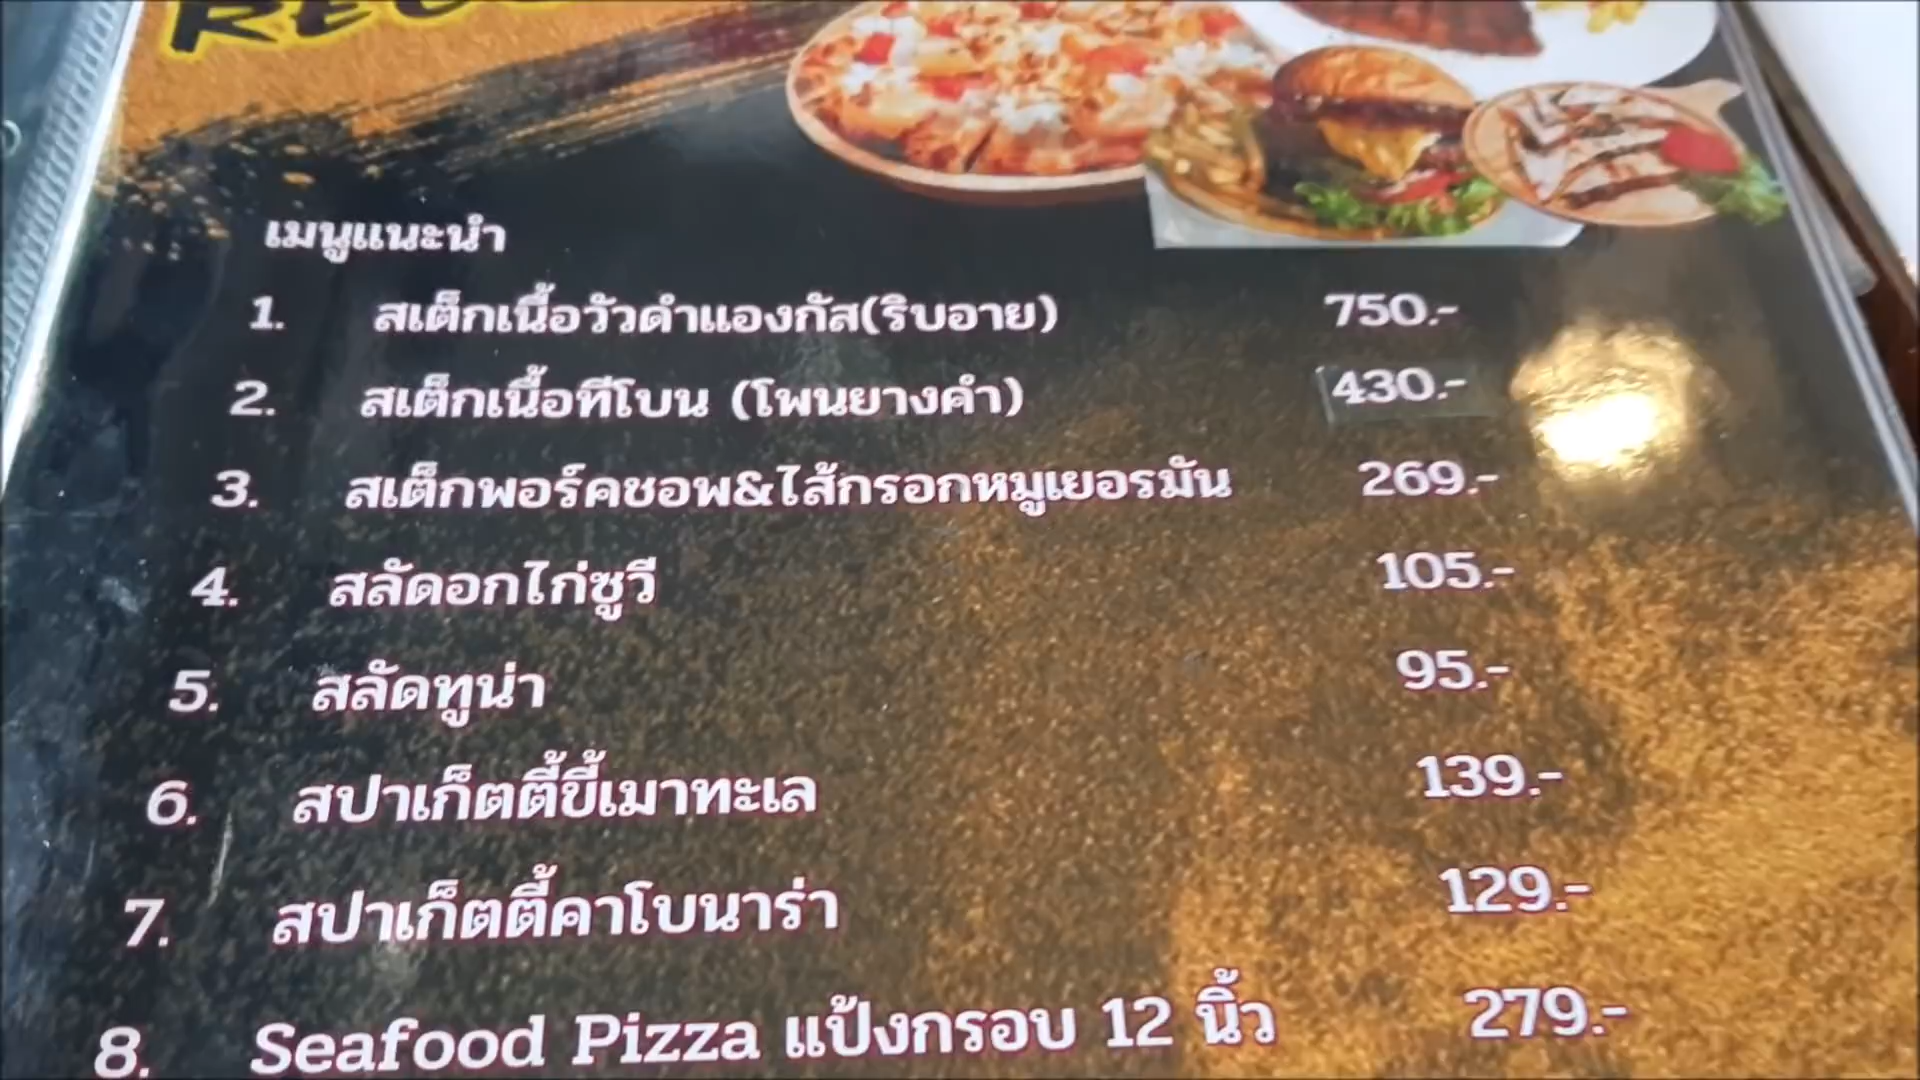 เมนูแนะนำ
1. สเต็กเนื้อวัวดำแองกัส(ริบอาย) 750.-
2. สเต็กเนื้อทีโบน (โพนยางคำ) 430.-
3. สเต็กพอร์คชอพ&ไส้กรอกหมูเยอรมัน 269.-
4. สลัดอกไก่ซูวี 105.-
5. สลัดทูน่า 95.-
6. สปาเก็ตตี้ขี้เมาทะเล 139.-
7. สปาเก็ตตี้คาโบนาร่า 129.-
8. Seafood Pizza แป้งกรอบ 12 นิ้ว 279.-